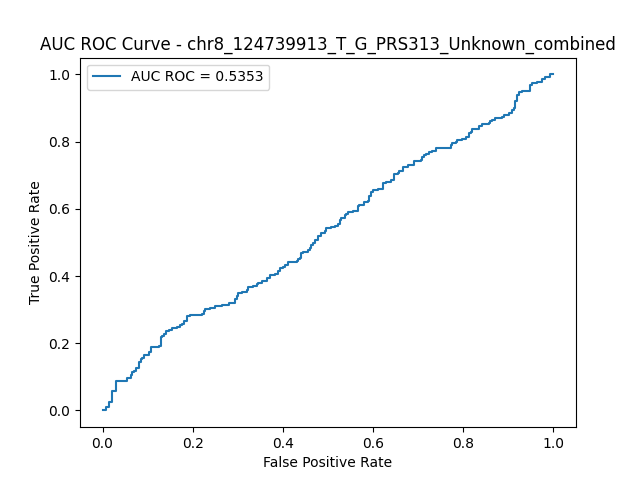 AUC ROC Curve - chr8_124739913_T_G_PRS313_Unknown_combined
AUC ROC = 0.5353
True Positive Rate
1.0
0.8
0.6
0.4
0.2
0.0
0.0 0.2 0.4 0.6 0.8 1.0
False Positive Rate